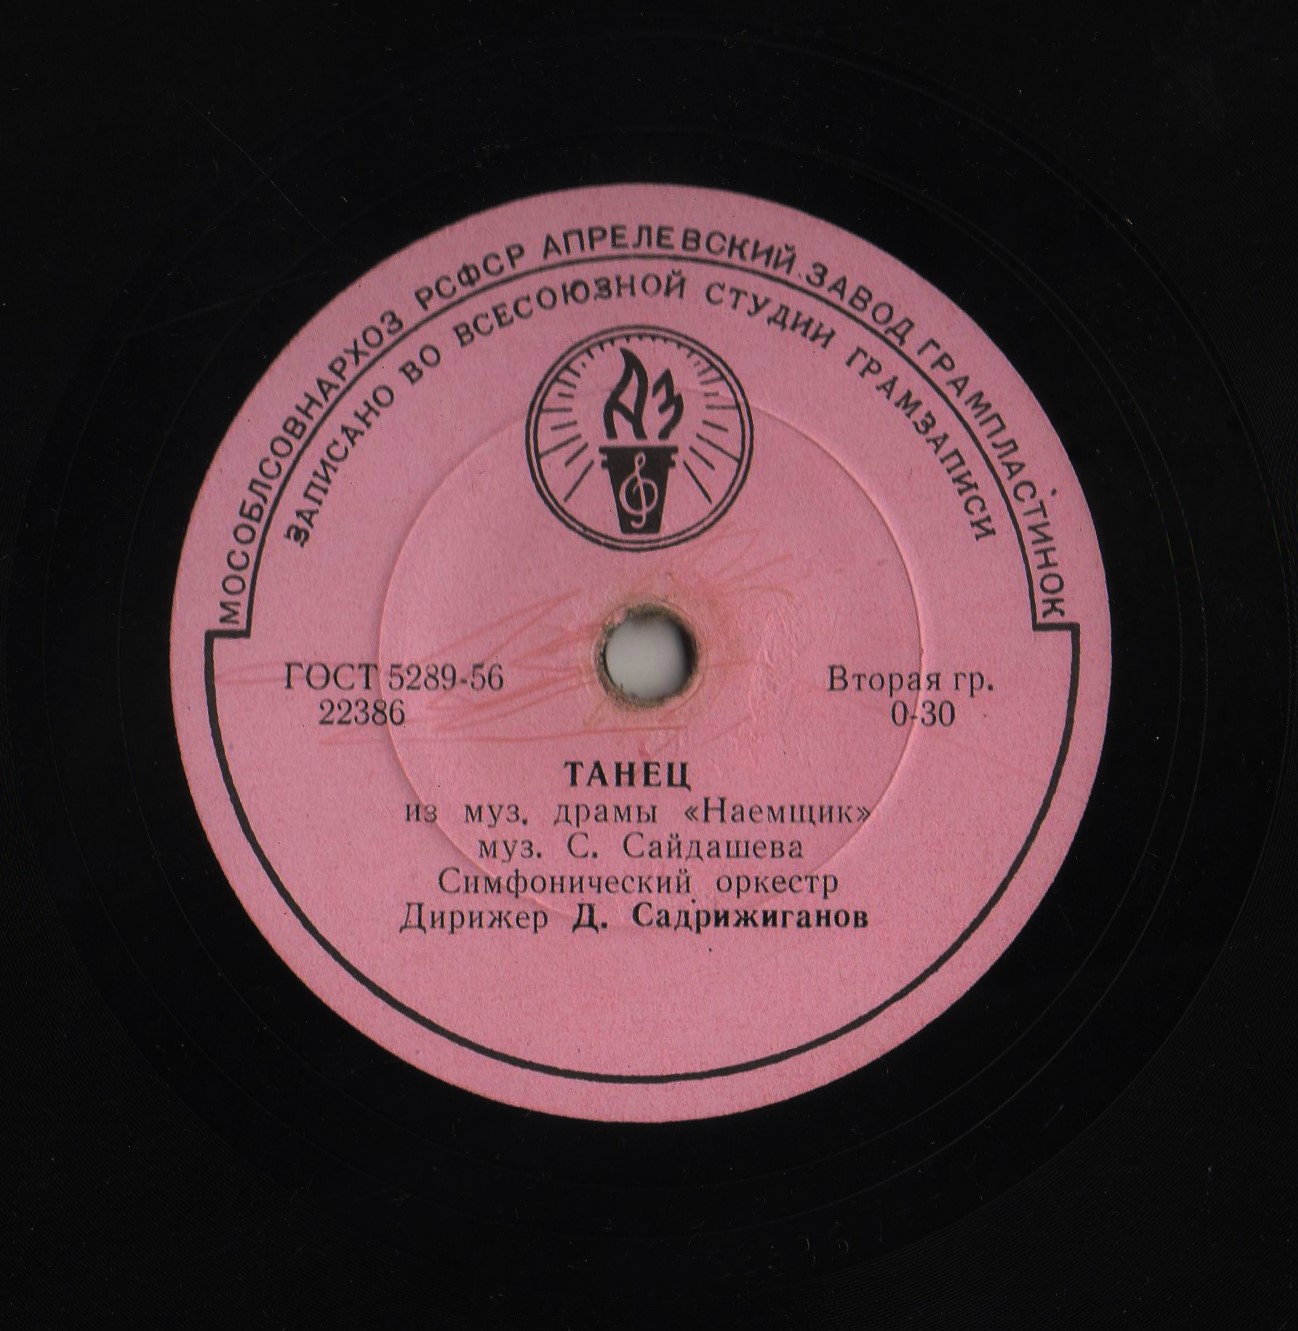 МОСОБЛСОВНАРХОЗ РСФСР АПРЕЛЕВСКИЙ ЗАВОД ГРАМПЛАСТИНОК
ЗАПИСАНО ВО ВСЕСОЮЗНОЙ СТУДИИ ГРАМЗАПИСИ
АЗ
ГОСТ 5289-56
22386
Вторая гр.
0-30
ТАНЕЦ
из муз. драмы «Наемщик»
муз. С. Сайдашева
Симфонический оркестр
Дирижер Д. Садрижиганов